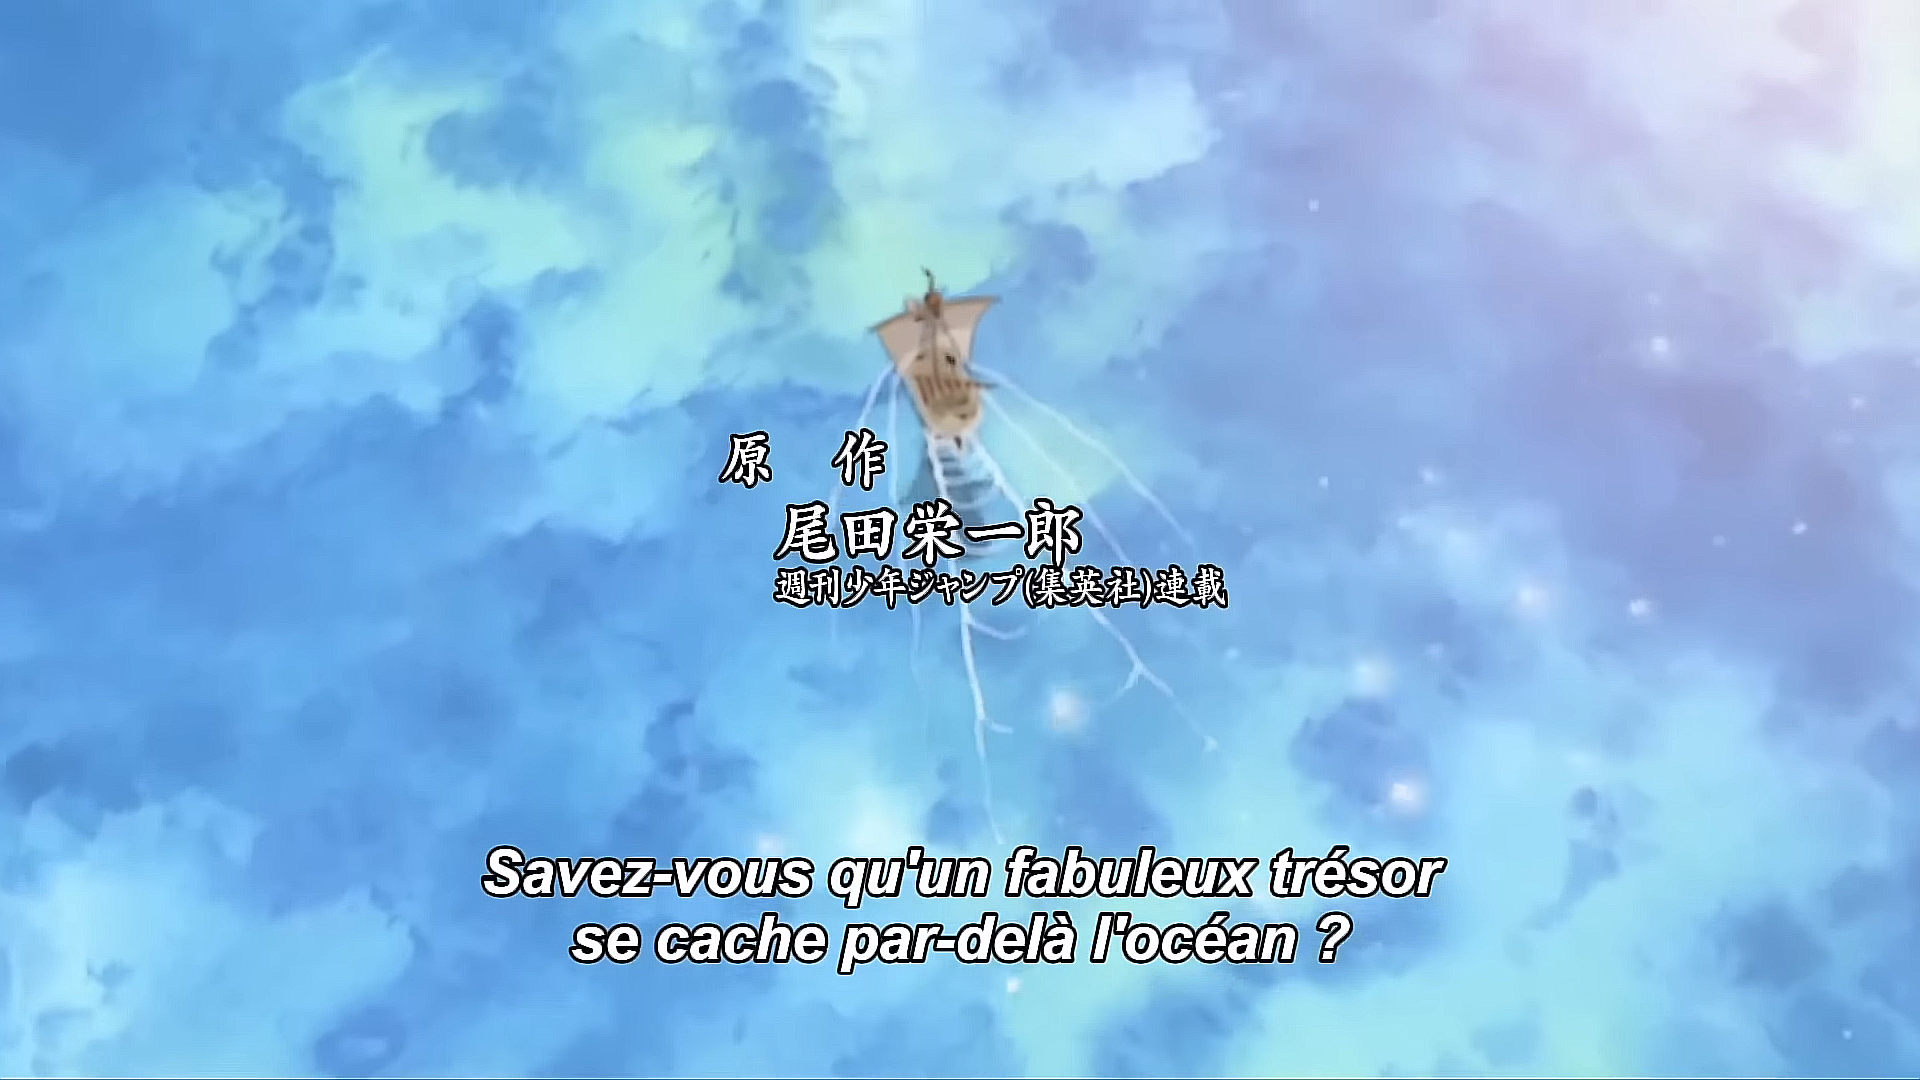 原　作
尾田栄一郎
週刊少年ジャンプ(集英社)連載
Savez-vous qu'un fabuleux trésor
se cache par-delà l'océan ?